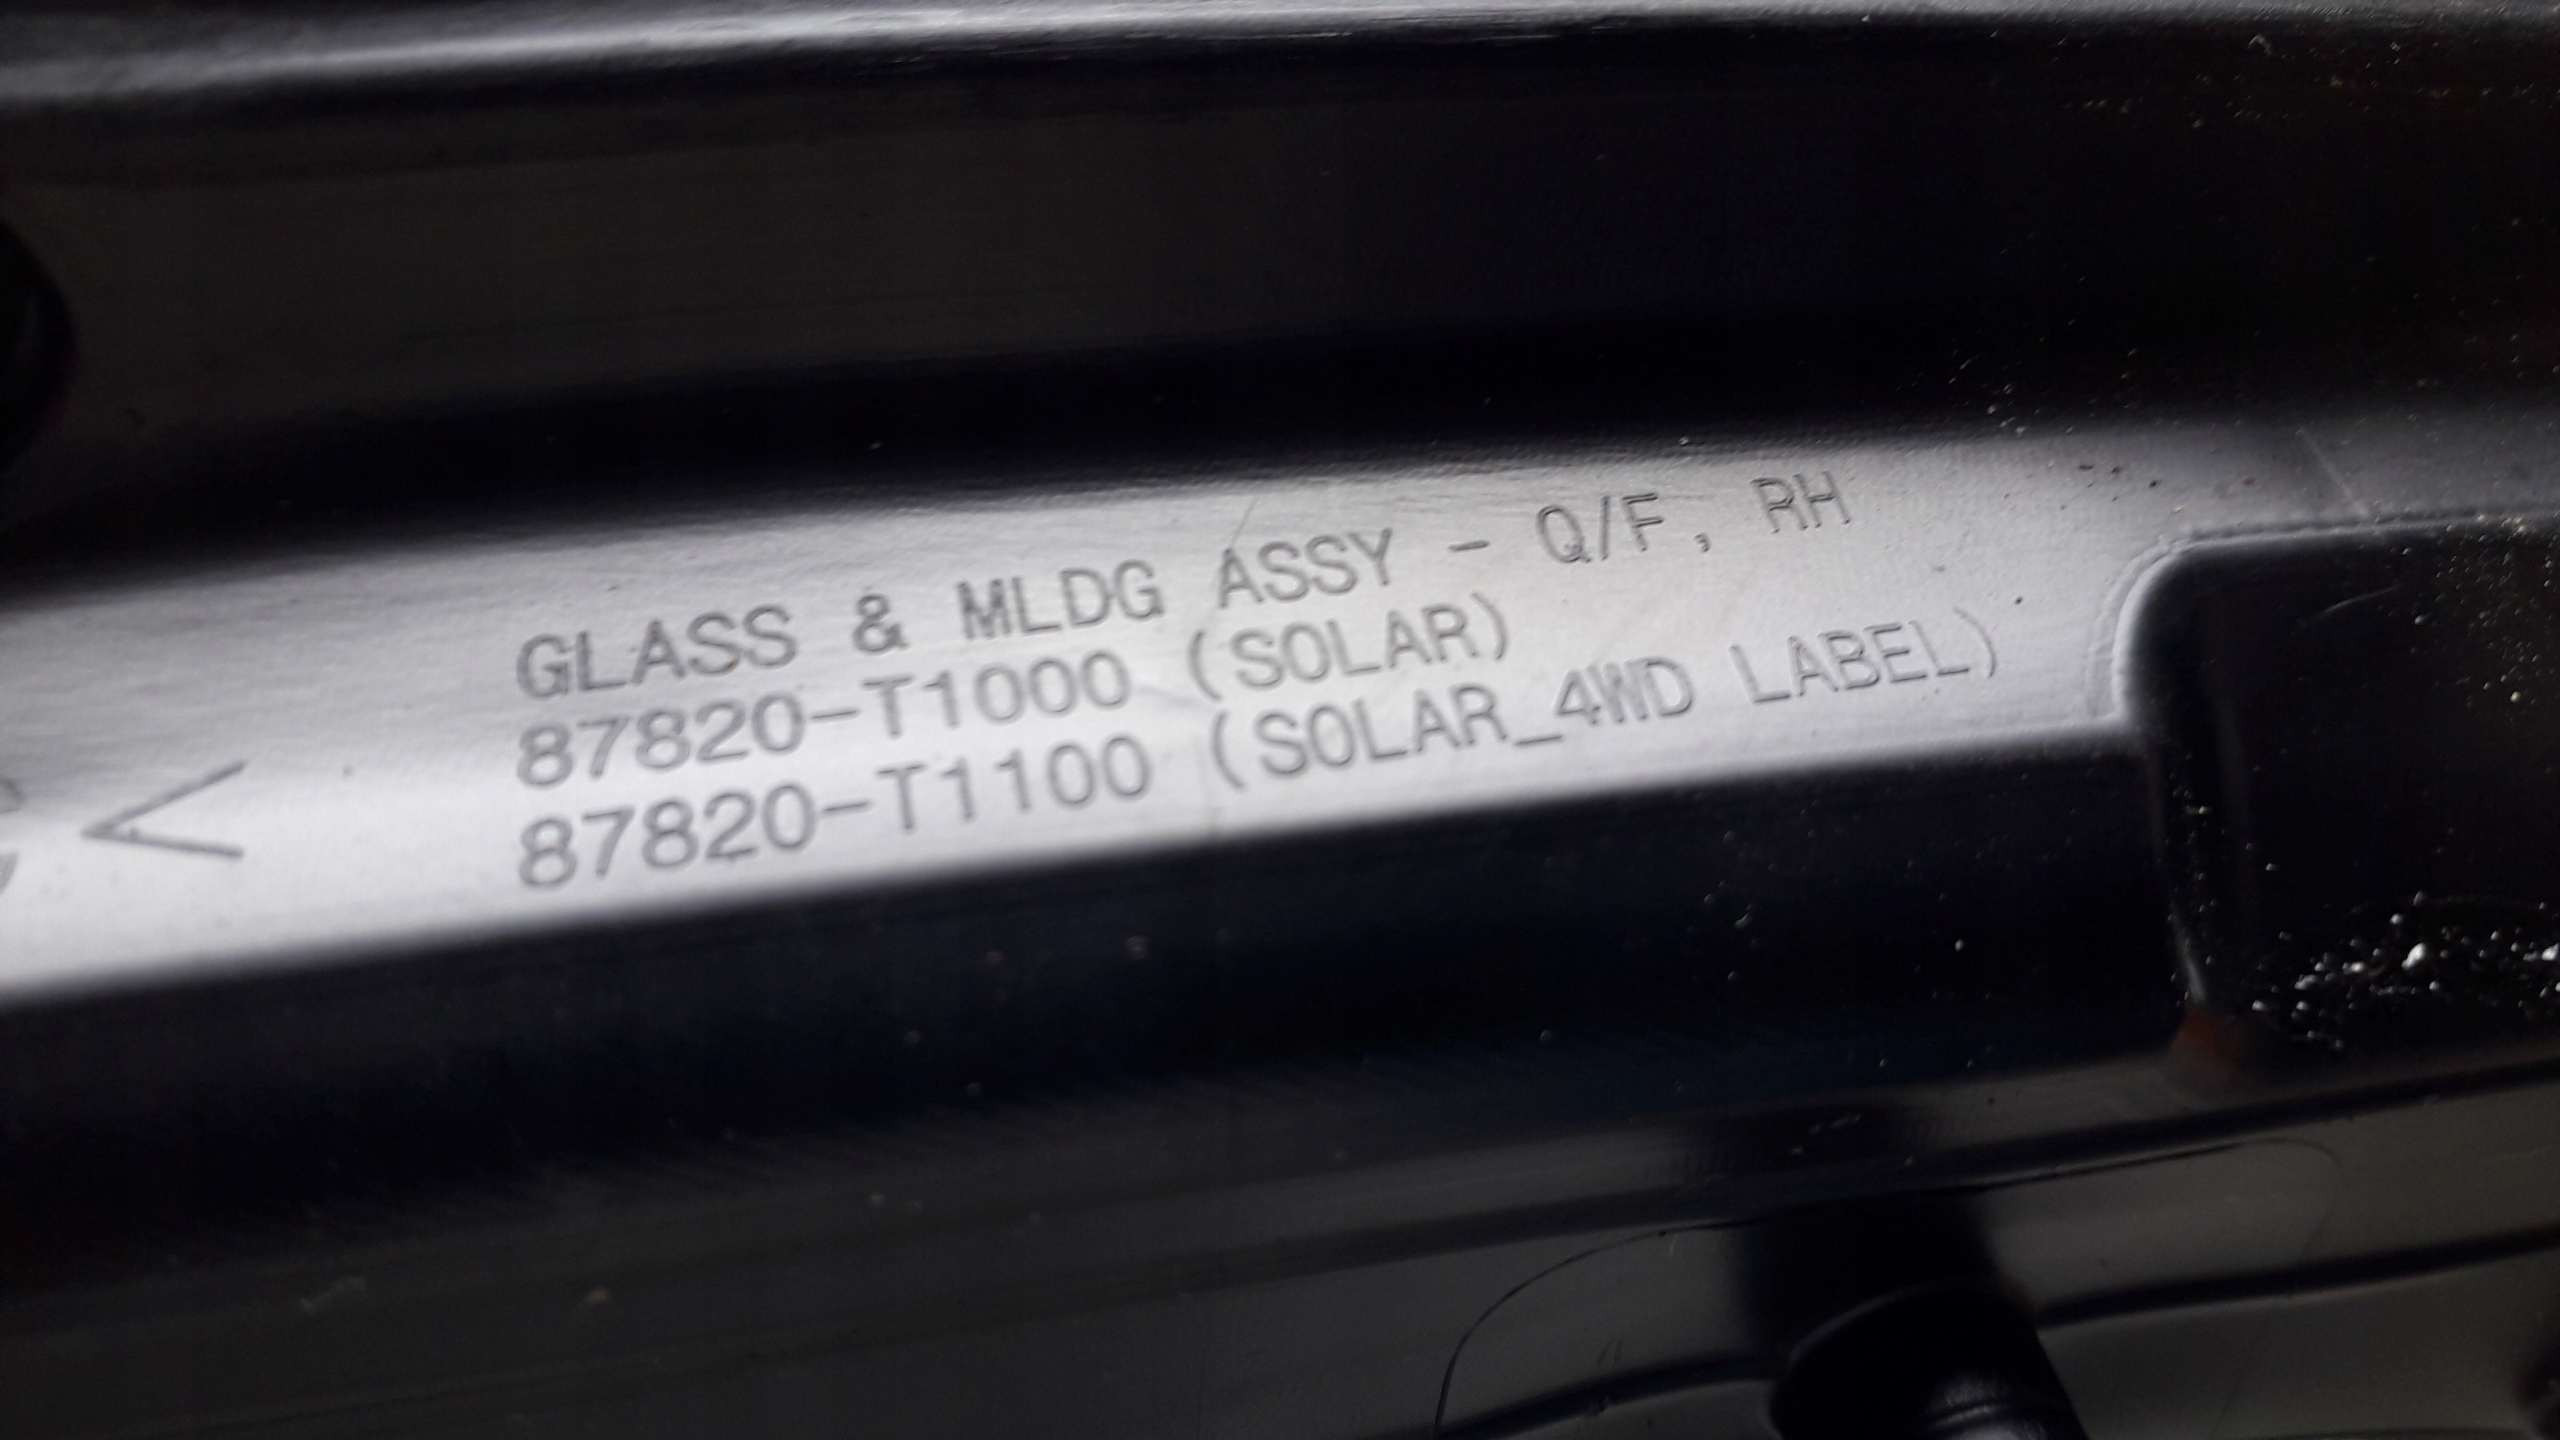 GLASS & MLDG ASSY - Q/F, RH
87820-T1000 (SOLAR)
87820-T1100 (SOLAR_4WD LABEL)
<